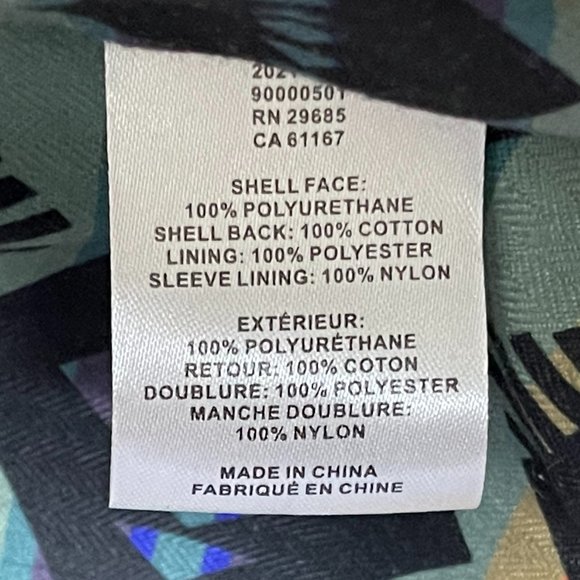 90000501
RN 29685
CA 61167
SHELL FACE:
100% POLYURETHANE
SHELL BACK: 100% COTTON
LINING: 100% POLYESTER
SLEEVE LINING: 100% NYLON
EXTÉRIEUR:
100% POLYURÉTHANE
RETOUR: 100% COTON
DOUBLURE: 100% POLYESTER
MANCHE DOUBLURE:
100% NYLON
MADE IN CHINA
FABRIQUÉ EN CHINE